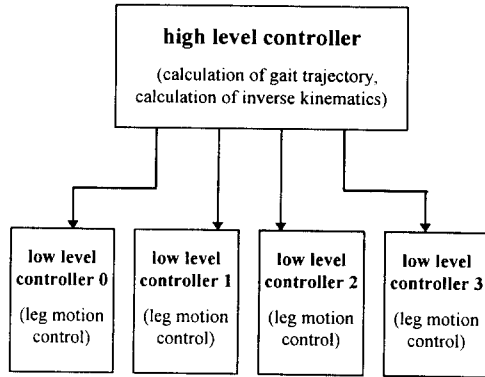 high level controller
(calculation of gait trajectory,
calculation of inverse kinematics)
low level
controller 0
(leg motion
control)
low level
controller 1
(leg motion
control)
low level
controller 2
(leg motion
control)
low level
controller 3
(leg motion
control)